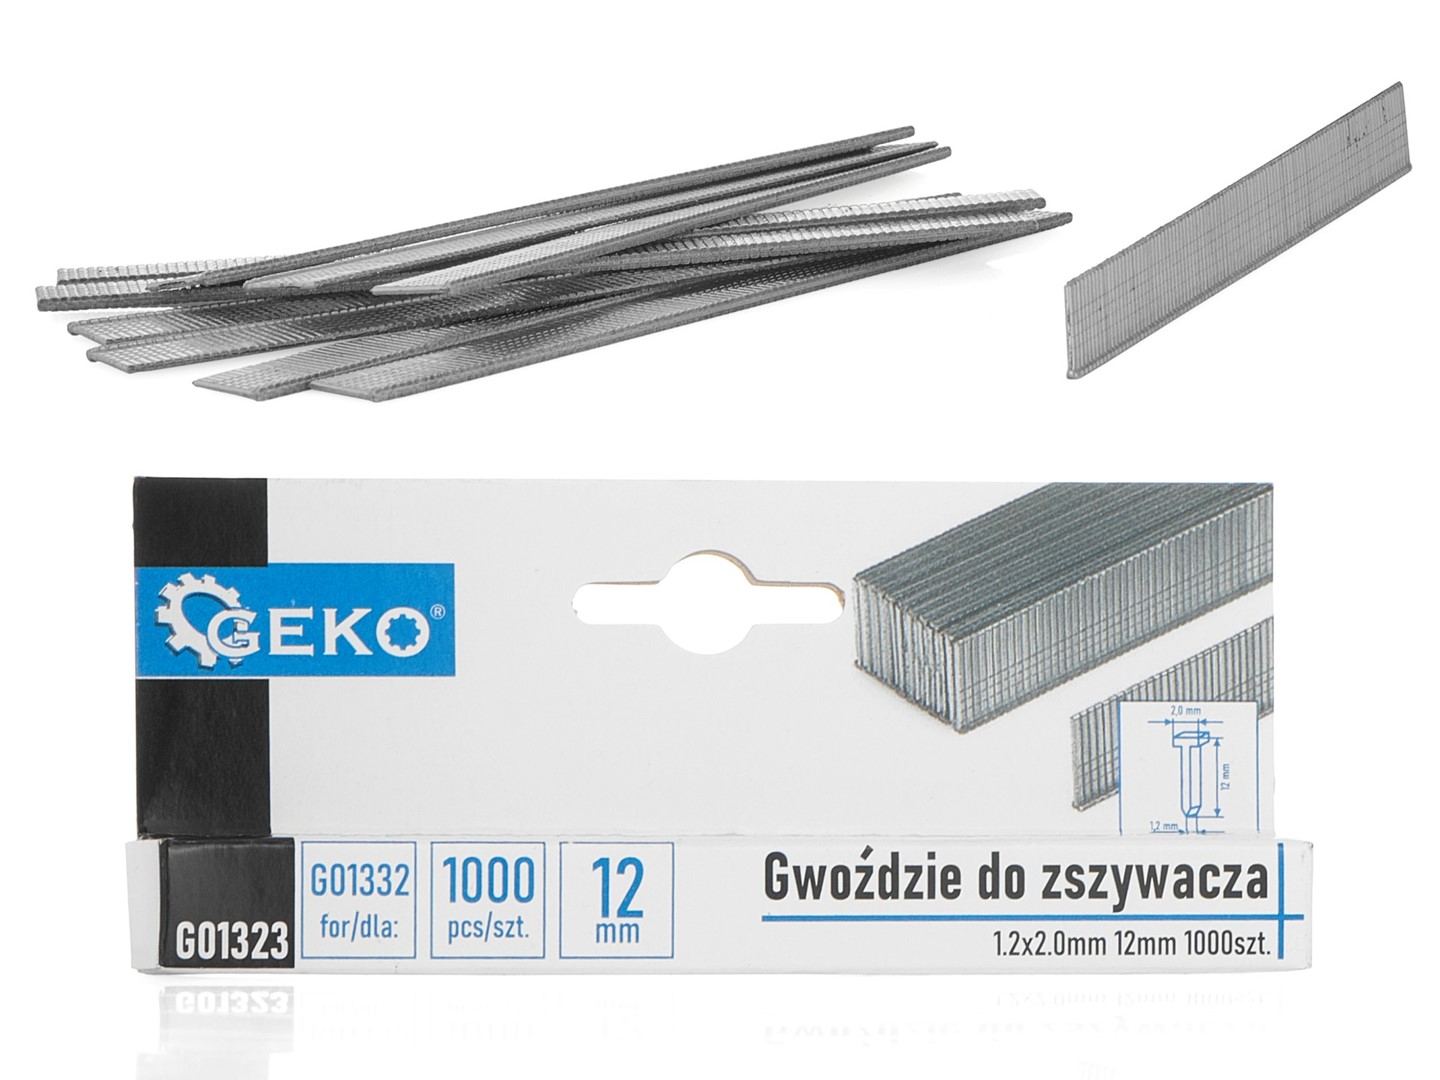 GEKO®
2,0 mm
12 mm
1,2 mm
G01323
G01332
for/dla:
1000
pcs/szt.
12
mm
Gwoździe do zszywacza
1.2x2.0mm 12mm 1000szt.